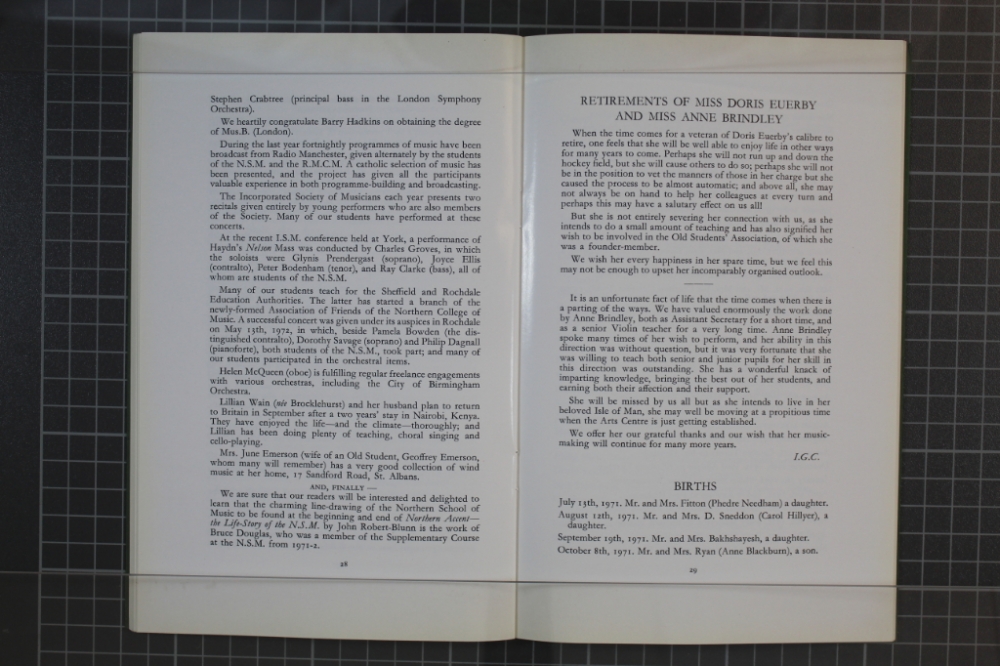 Stephen Crabtree (principal bass in the London Symphony
Orchestra).
We heartily congratulate Barry Hadkins on obtaining the degree
of Mus.B. (London).
During the last year fortnightly programmes of music have been
broadcast from Radio Manchester, given alternately by the students
of the N.S.M. and the R.M.C.M. A catholic selection of music has
been presented, and the project has given all the participants
valuable experience in both programme-building and broadcasting.
The Incorporated Society of Musicians each year presents two
recitals given entirely by young performers who are also members
of the Society. Many of our students have performed at these
concerts.
At the recent I.S.M. conference held at York, a performance of
Haydn's Nelson Mass was conducted by Charles Groves, in which
the soloists were Glynis Prendergast (soprano), Joyce Ellis
(contralto), Peter Bodenham (tenor), and Ray Clarke (bass), all of
whom are students of the N.S.M.
Many of our students teach for the Sheffield and Rochdale
Education Authorities. The latter has started a branch of the
newly-formed Association of Friends of the Northern College of
Music. A successful concert was given under its auspices in Rochdale
on May 13th, 1972, in which, beside Pamela Bowden (the dis-
tinguished contralto), Dorothy Savage (soprano) and Philip Dagnall
(pianoforte), both students of the N.S.M., took part; and many of
our students participated in the orchestral items.
Helen McQueen (oboe) is fulfilling regular freelance engagements
with various orchestras, including the City of Birmingham
Orchestra.
Lillian Wain (née Brocklehurst) and her husband plan to return
to Britain in September after a two years' stay in Nairobi, Kenya.
They have enjoyed the life—and the climate—thoroughly; and
Lillian has been doing plenty of teaching, choral singing and
cello-playing.
Mrs. June Emerson (wife of an Old Student, Geoffrey Emerson,
whom many will remember) has a very good collection of wind
music at her home, 17 Sandford Road, St. Albans.
AND, FINALLY —
We are sure that our readers will be interested and delighted to
learn that the charming line-drawing of the Northern School of
Music to be found at the beginning and end of Northern Accent—
the Life-Story of the N.S.M. by John Robert-Blunn is the work of
Bruce Douglas, who was a member of the Supplementary Course
at the N.S.M. from 1971-2.
28
RETIREMENTS OF MISS DORIS EUERBY
AND MISS ANNE BRINDLEY
When the time comes for a veteran of Doris Euerby's calibre to
retire, one feels that she will be well able to enjoy life in other ways
for many years to come. Perhaps she will not run up and down the
hockey field, but she will cause others to do so; perhaps she will not
be in the position to vet the manners of those in her charge but she
caused the process to be almost automatic; and above all, she may
not always be on hand to help her colleagues at every turn and
perhaps this may have a salutary effect on us all!
But she is not entirely severing her connection with us, as she
intends to do a small amount of teaching and has also signified her
wish to be involved in the Old Students' Association, of which she
was a founder-member.
We wish her every happiness in her spare time, but we feel this
may not be enough to upset her incomparably organised outlook.
It is an unfortunate fact of life that the time comes when there is
a parting of the ways. We have valued enormously the work done
by Anne Brindley, both as Assistant Secretary for a short time, and
as a senior Violin teacher for a very long time. Anne Brindley
spoke many times of her wish to perform, and her ability in this
direction was without question, but it was very fortunate that she
was willing to teach both senior and junior pupils for her skill in
this direction was outstanding. She has a wonderful knack of
imparting knowledge, bringing the best out of her students, and
earning both their affection and their support.
She will be missed by us all but as she intends to live in her
beloved Isle of Man, she may well be moving at a propitious time
when the Arts Centre is just getting established.
We offer her our grateful thanks and our wish that her music-
making will continue for many more years.
I.G.C.
BIRTHS
July 13th, 1971. Mr. and Mrs. Fitton (Phedre Needham) a daughter.
August 12th, 1971. Mr. and Mrs. D. Sneddon (Carol Hillyer), a
daughter.
September 19th, 1971. Mr. and Mrs. Bakhshayesh, a daughter.
October 8th, 1971. Mr. and Mrs. Ryan (Anne Blackburn), a son.
29